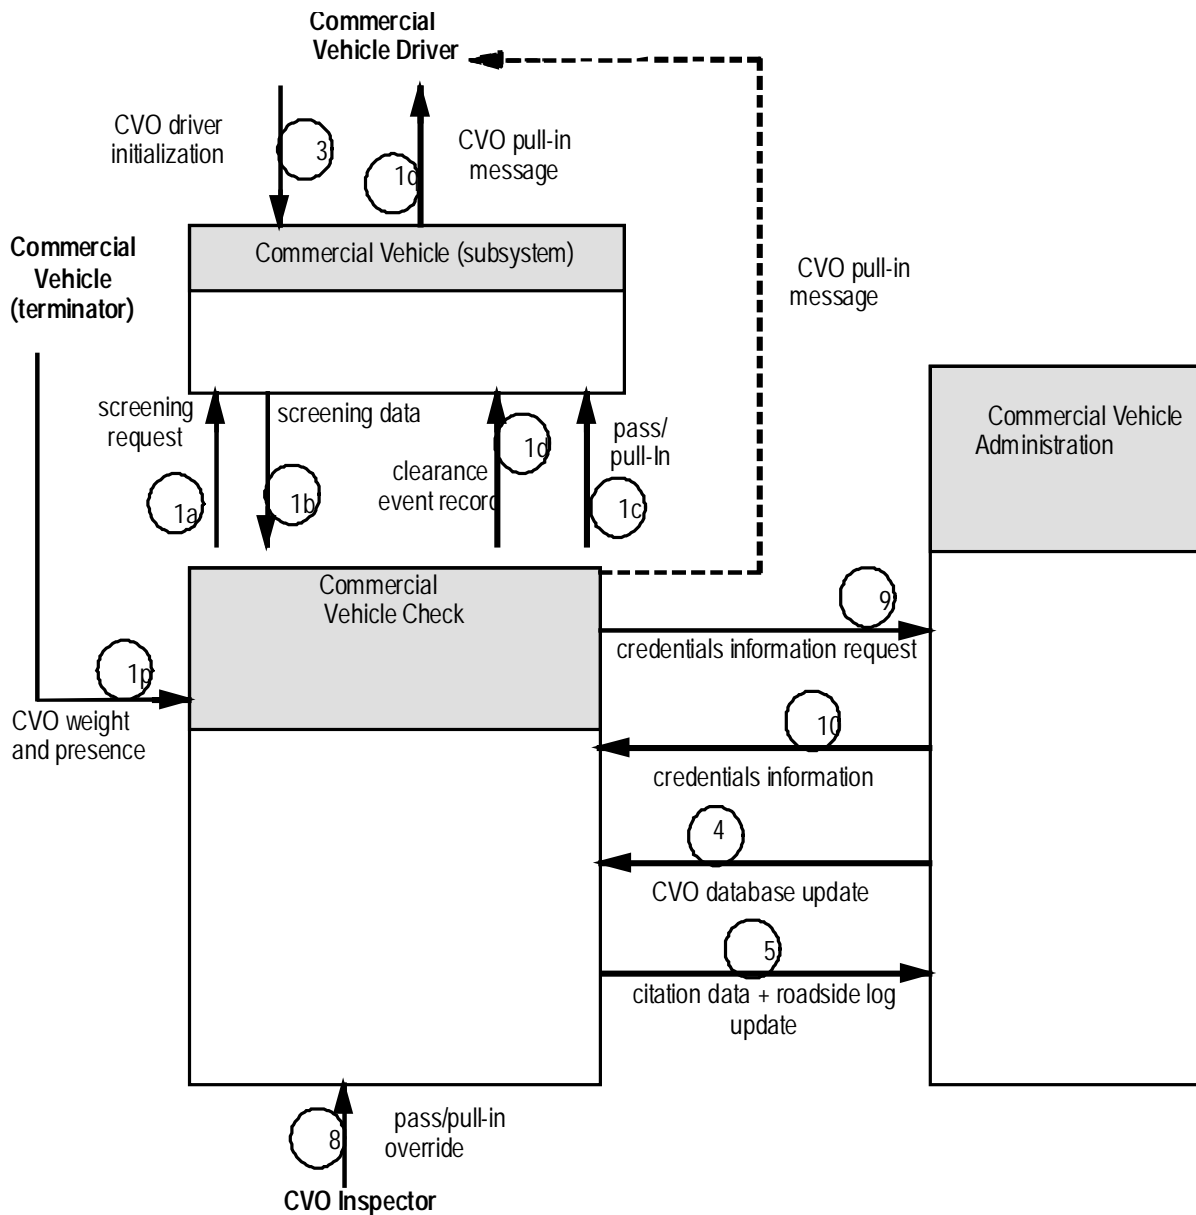 Commercial
Vehicle Driver
CVO driver
initialization
3
1d
CVO pull-in
message
Commercial
Vehicle
(terminator)
Commercial Vehicle (subsystem)
CVO pull-in
message
screening
request
screening data
1a
1b
clearance
event record
1d
pass/
pull-In
1c
Commercial Vehicle
Administration
Commercial
Vehicle Check
9
credentials information request
1p
CVO weight
and presence
10
credentials information
4
CVO database update
5
citation data + roadside log
update
8
pass/pull-in
override
CVO Inspector